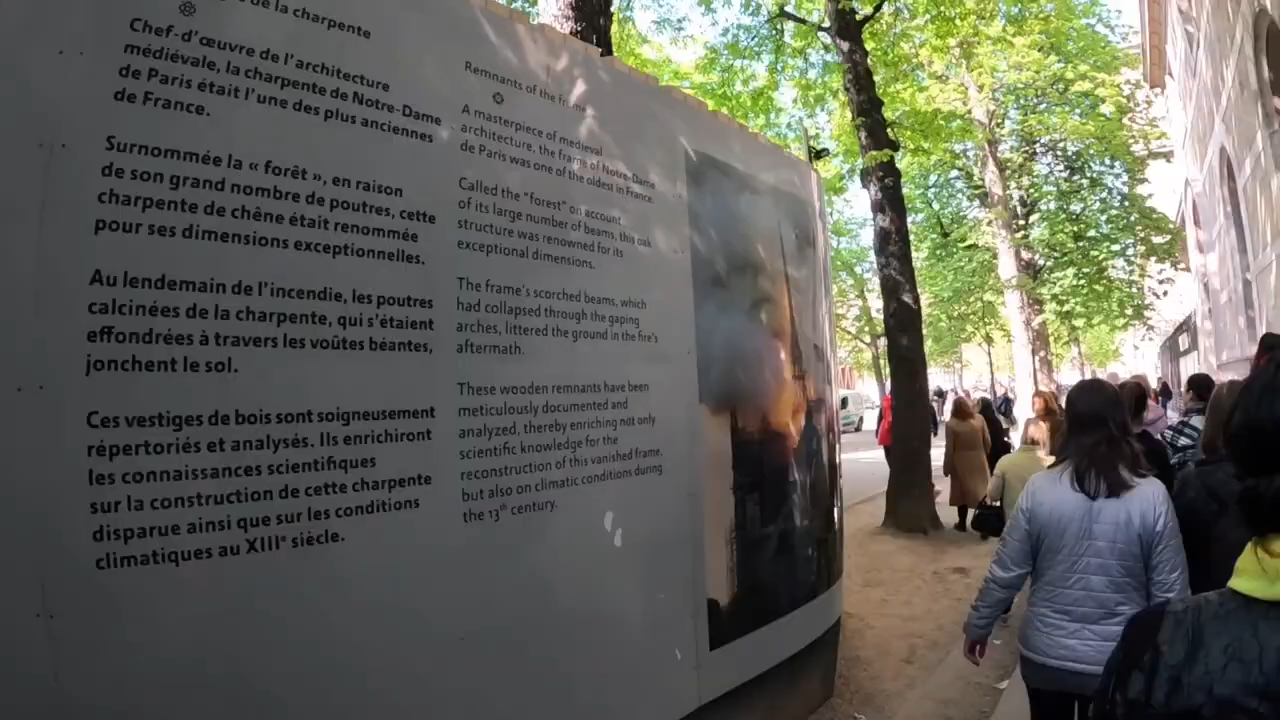 de la charpente
Chef-d'œuvre de l'architecture
médiévale, la charpente de Notre-Dame
de Paris était l'une des plus anciennes
de France.
Surnommée la « forêt », en raison
de son grand nombre de poutres, cette
charpente de chêne était renommée
pour ses dimensions exceptionnelles.
Au lendemain de l'incendie, les poutres
calcinées de la charpente, qui s'étaient
effondrées à travers les voûtes béantes,
jonchent le sol.
Ces vestiges de bois sont soigneusement
répertoriés et analysés. Ils enrichiront
les connaissances scientifiques
sur la construction de cette charpente
disparue ainsi que sur les conditions
climatiques au XIIIe siècle.
Remnants of the frame
A masterpiece of medieval
architecture, the frame of Notre-Dame
de Paris was one of the oldest in France.
Called the "forest" on account
of its large number of beams, this oak
structure was renowned for its
exceptional dimensions.
The frame's scorched beams, which
had collapsed through the gaping
arches, littered the ground in the fire's
aftermath.
These wooden remnants have been
meticulously documented and
analyzed, thereby enriching not only
scientific knowledge for the
reconstruction of this vanished frame,
but also on climatic conditions during
the 13th century.